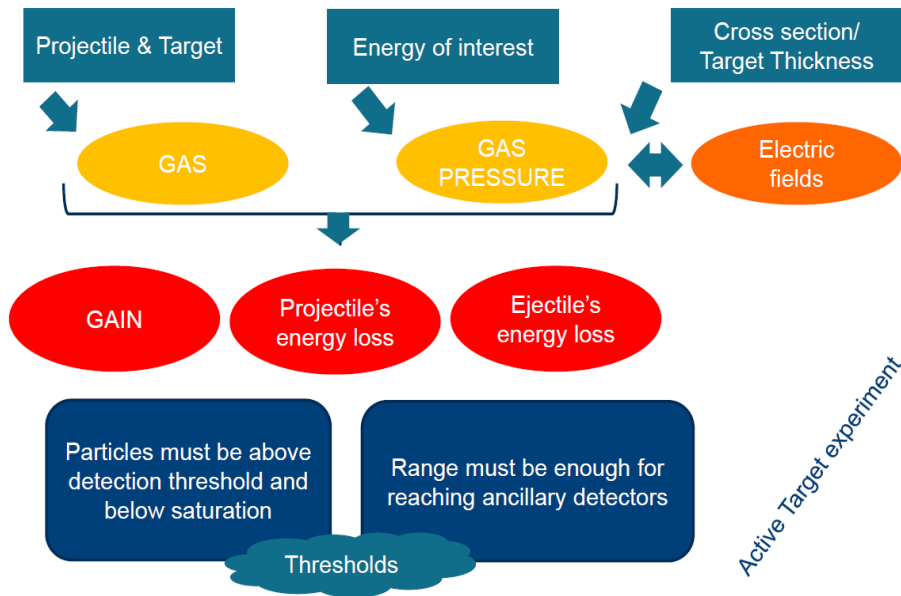 Projectile & Target
Energy of interest
Cross section/
Target Thickness
GAS
GAS
PRESSURE
Electric
fields
GAIN
Projectile’s
energy loss
Ejectile’s
energy loss
Particles must be above
detection threshold and
below saturation
Range must be enough for
reaching ancillary detectors
Thresholds
Active Target experiment